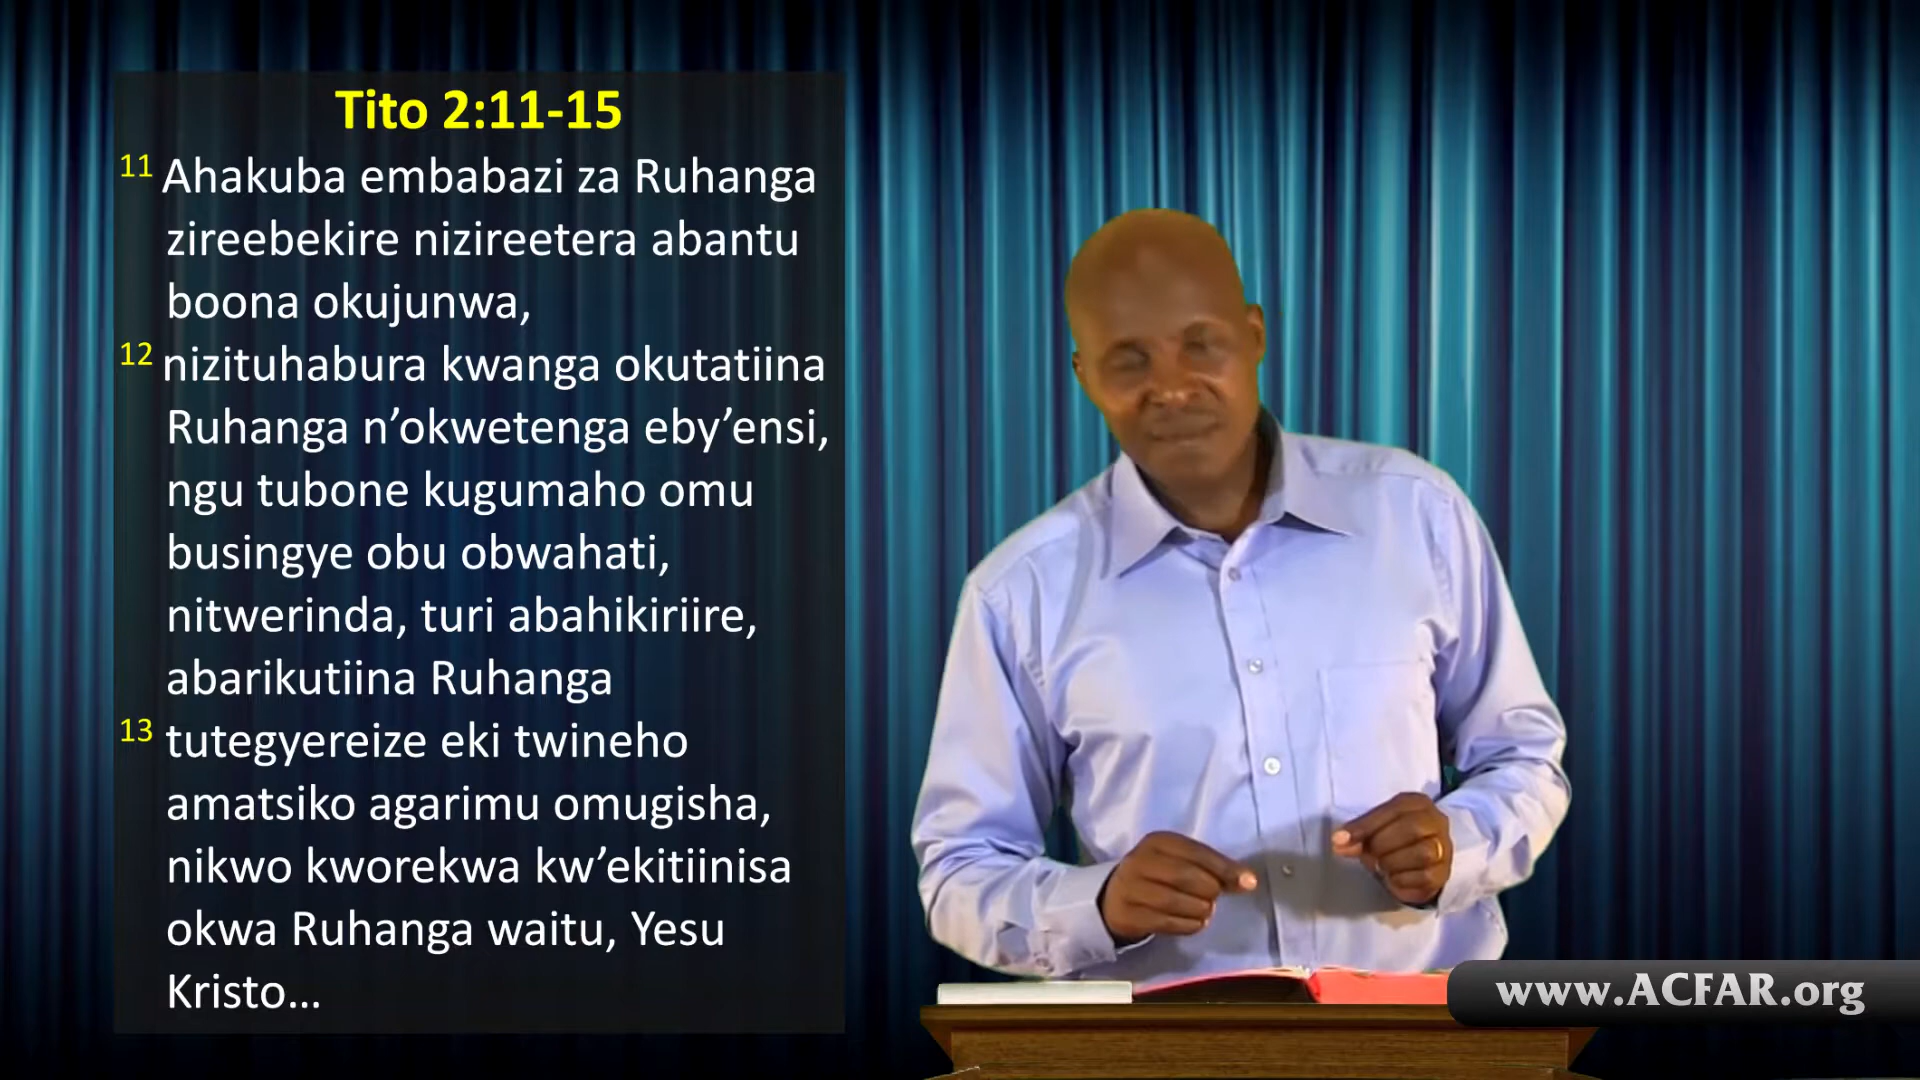 Tito 2:11-15
11 Ahakuba embabazi za Ruhanga
zireebekire nizireetera abantu
boona okujunwa,
12 nizituhabura kwanga okutatiina
Ruhanga n’okwetenga eby’ensi,
ngu tubone kugumaho omu
busingye obu obwahati,
nitwerinda, turi abahikiriire,
abarikutiina Ruhanga
13 tutegyereize eki twineho
amatsiko agarimu omugisha,
nikwo kworekwa kw’ekitiinisa
okwa Ruhanga waitu, Yesu
Kristo...
www.ACFAR.org